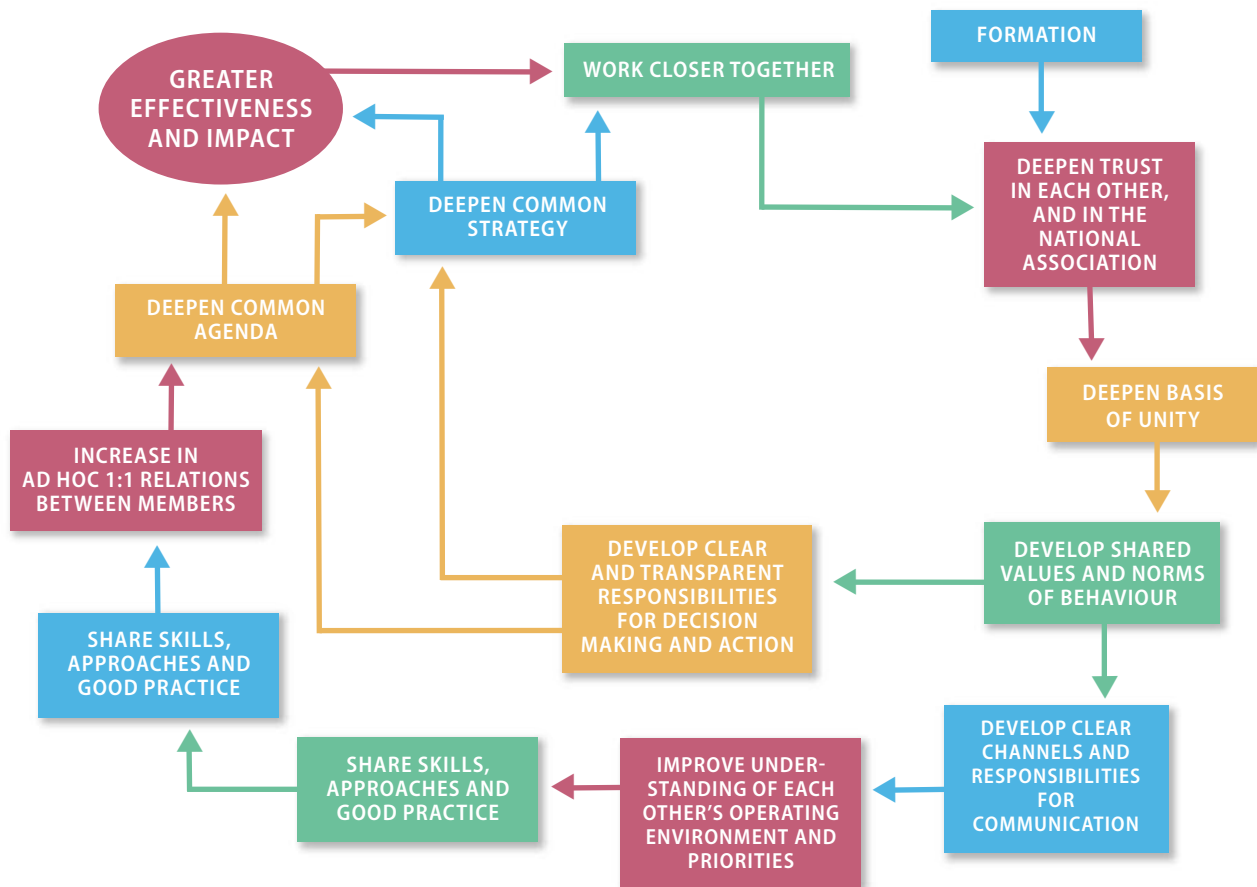 FORMATION
GREATER
EFFECTIVENESS
AND IMPACT
WORK CLOSER TOGETHER
DEEPEN TRUST
IN EACH OTHER,
AND IN THE
NATIONAL
ASSOCIATION
DEEPEN COMMON
STRATEGY
DEEPEN COMMON
AGENDA
DEEPEN BASIS
OF UNITY
INCREASE IN
AD HOC 1:1 RELATIONS
BETWEEN MEMBERS
DEVELOP CLEAR
AND TRANSPARENT
RESPONSIBILITIES
FOR DECISION
MAKING AND ACTION
DEVELOP SHARED
VALUES AND NORMS
OF BEHAVIOUR
SHARE SKILLS,
APPROACHES AND
GOOD PRACTICE
DEVELOP CLEAR
CHANNELS AND
RESPONSIBILITIES
FOR
COMMUNICATION
SHARE SKILLS,
APPROACHES AND
GOOD PRACTICE
IMPROVE UNDER-
STANDING OF EACH
OTHER'S OPERATING
ENVIRONMENT AND
PRIORITIES